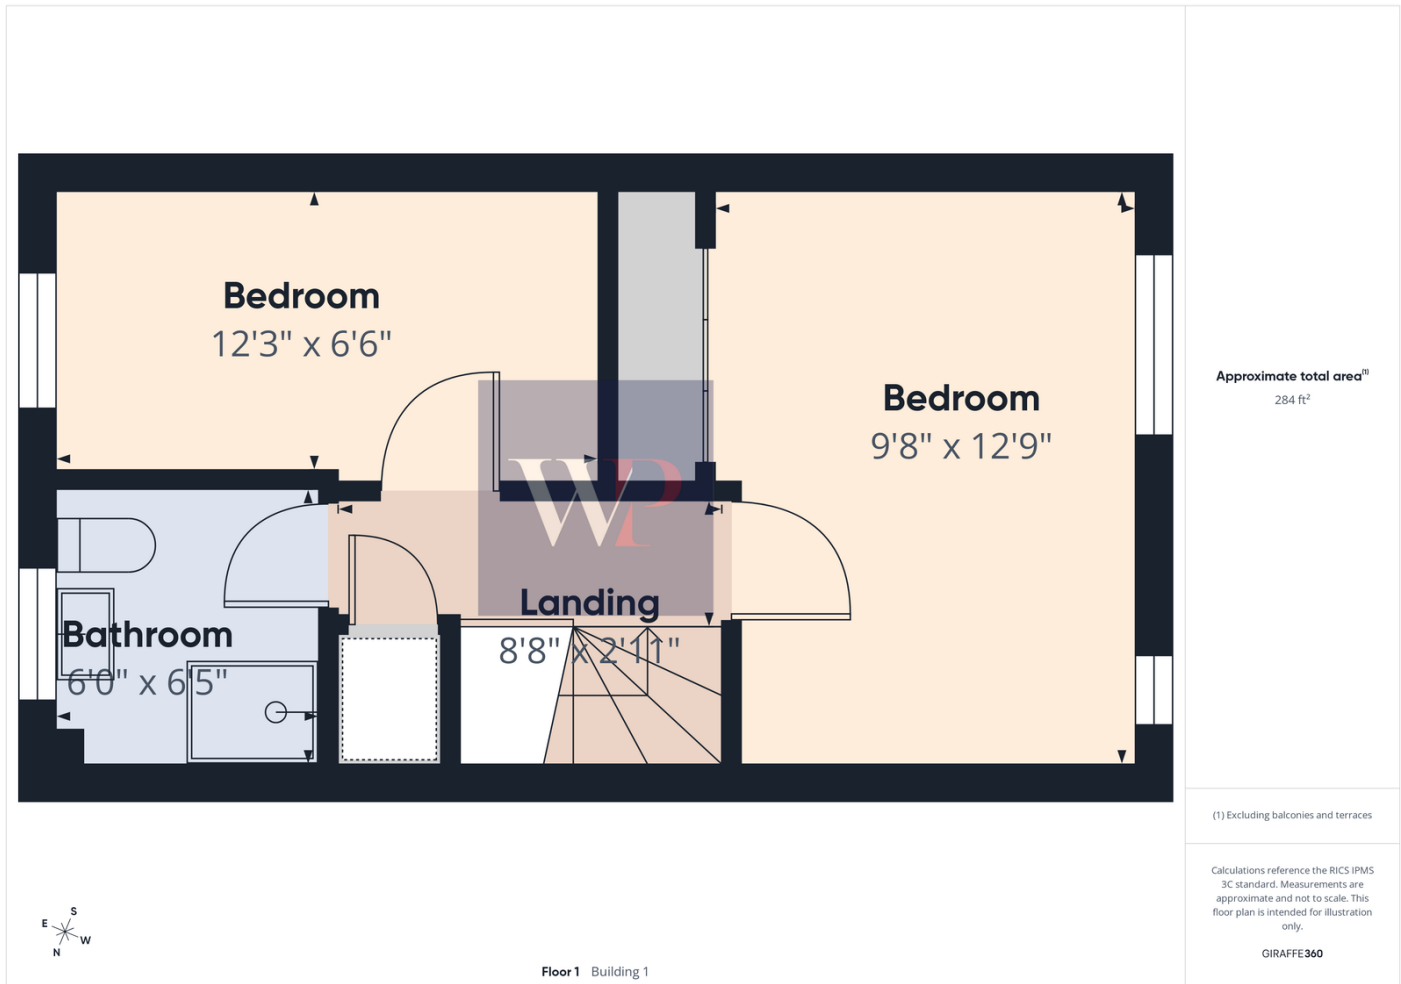 Bedroom
12'3" x 6'6"
Bedroom
9'8" x 12'9"
WP
Landing
8'8" x 2'11"
Bathroom
6'0" x 6'5"
Approximate total area(1)
284 ft²
(1) Excluding balconies and terraces
Calculations reference the RICS IPMS
3C standard. Measurements are
approximate and not to scale. This
floor plan is intended for illustration
only.
GIRAFFE360
S
E
W
N
Floor 1 Building 1